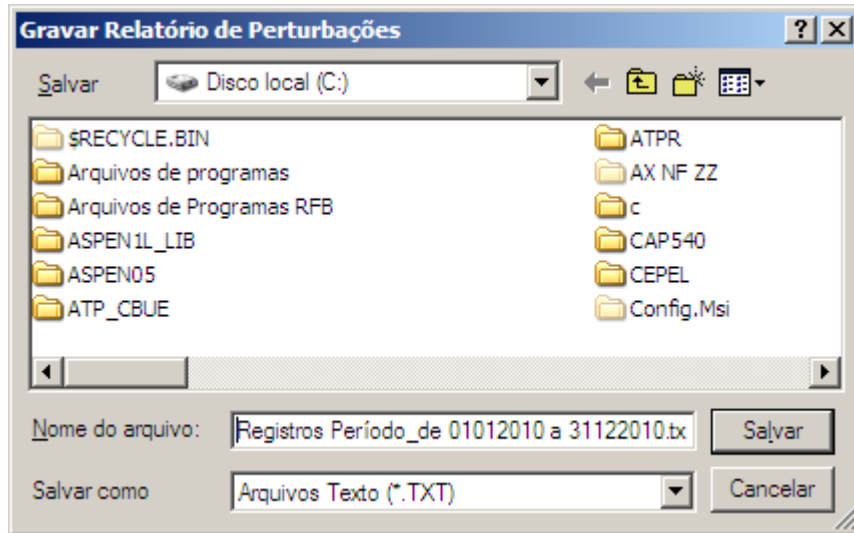 Gravar Relatório de Perturbações
Salvar
Disco local (C:)
$RECYCLE.BIN
Arquivos de programas
Arquivos de Programas RFB
ASPEN1L_LIB
ASPEN05
ATP_CBUE
ATPR
AX NF ZZ
c
CAP540
CEPEL
Config.Msi
Nome do arquivo:
Registros Período_de 01012010 a 31122010.tx
Salvar
Salvar como
Arquivos Texto (*.TXT)
Cancelar